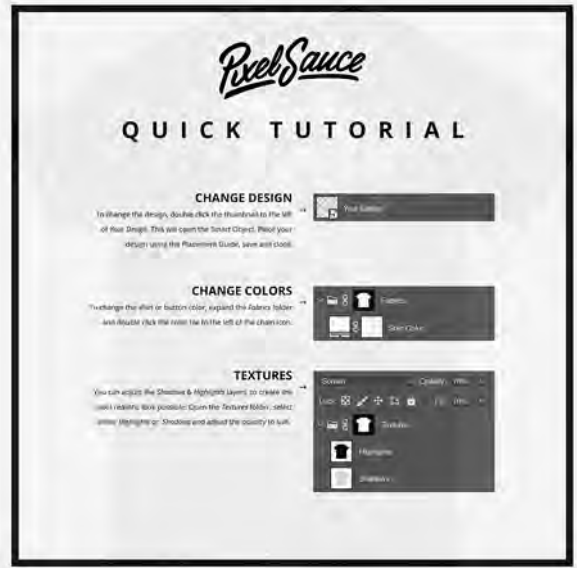 PixelSauce
QUICK TUTORIAL
CHANGE DESIGN
To change the design, double click the thumbnail to the left
of Your Design. This will open the Smart Object. Place your
design using the Placement Guide, save and close.
Your Design
CHANGE COLORS
To change the shirt or button color, expand the Fabrics folder
and double click the color tile to the left of the chain icon.
Fabrics
Shirt Color
TEXTURES
You can adjust the Shadow & Highlights layers, to create the
most realistic look possible. Open the Textures folder, select
either Highlights or Shadows and adjust the opacity to suit.
Screen
Opacity:
Lock:
Fill:
Textures
Highlights
Shadows